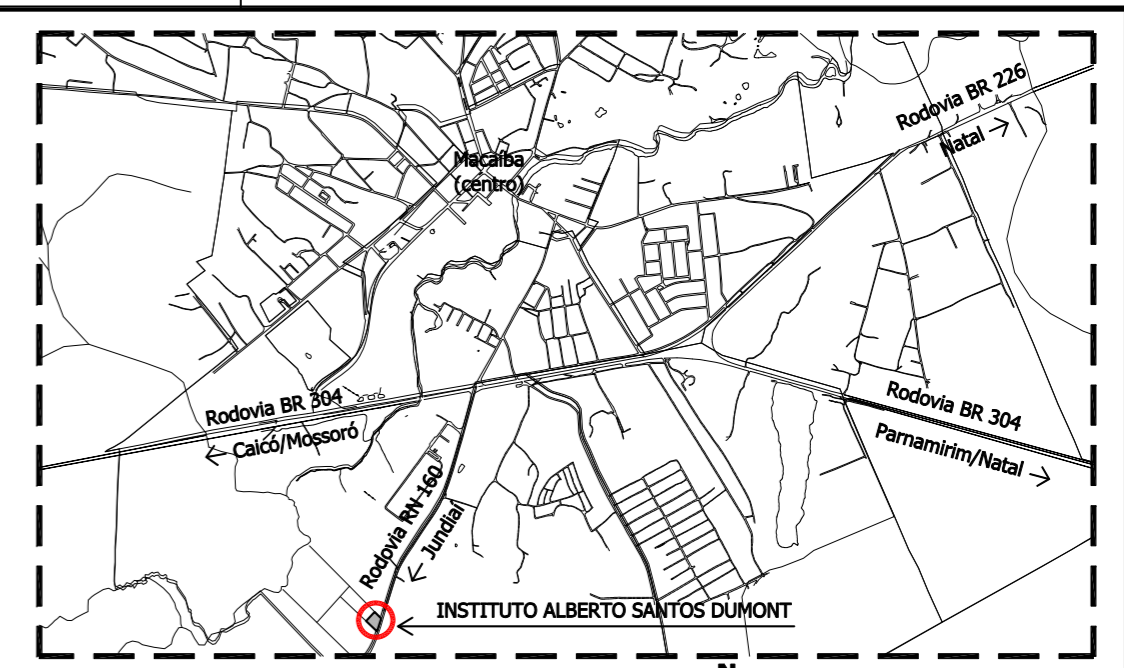 Rodovia BR 226
Natal
Macaíba
(centro)
Rodovia BR 304
Caicó/Mossoró
Rodovia BR 304
Parnamirim/Natal
Rodovia RN 160
Jundiaí
INSTITUTO ALBERTO SANTOS DUMONT
N